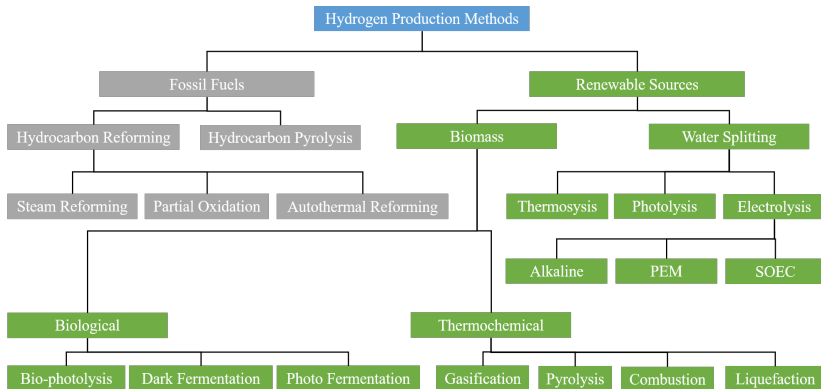 Hydrogen Production Methods
Fossil Fuels
Renewable Sources
Hydrocarbon Reforming
Hydrocarbon Pyrolysis
Biomass
Water Splitting
Steam Reforming
Partial Oxidation
Autothermal Reforming
Thermosysis
Photolysis
Electrolysis
Alkaline
PEM
SOEC
Biological
Thermochemical
Bio-photolysis
Dark Fermentation
Photo Fermentation
Gasification
Pyrolysis
Combustion
Liquefaction